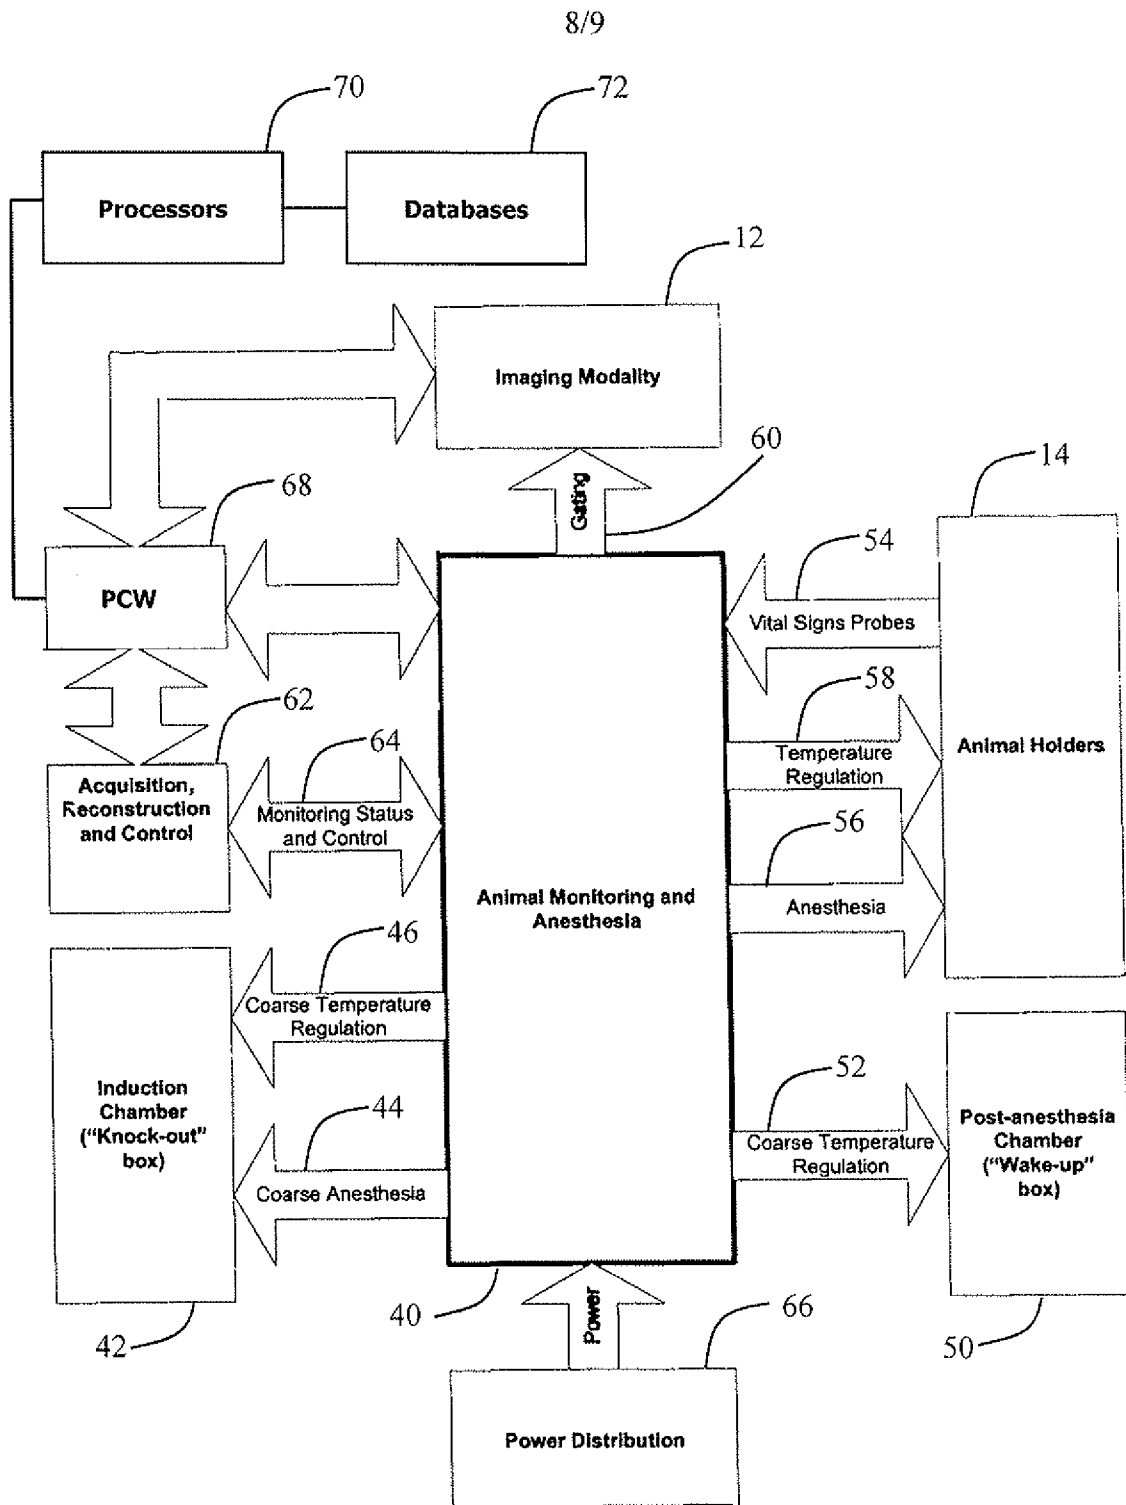 8/9
70
72
Processors
Databases
12
Imaging Modality
60
Gating
14
68
54
PCW
Vital Signs Probes
62
58
64
Temperature
Regulation
Animal Holders
Acquisition,
Reconstruction
and Control
Monitoring Status
and Control
56
Animal Monitoring and
Anesthesia
Anesthesia
46
Coarse Temperature
Regulation
52
Induction
Chamber
("Knock-out"
box)
44
Coarse Temperature
Regulation
Post-anesthesia
Chamber
("Wake-up"
box)
Coarse Anesthesia
42
40
Power
66
50
Power Distribution